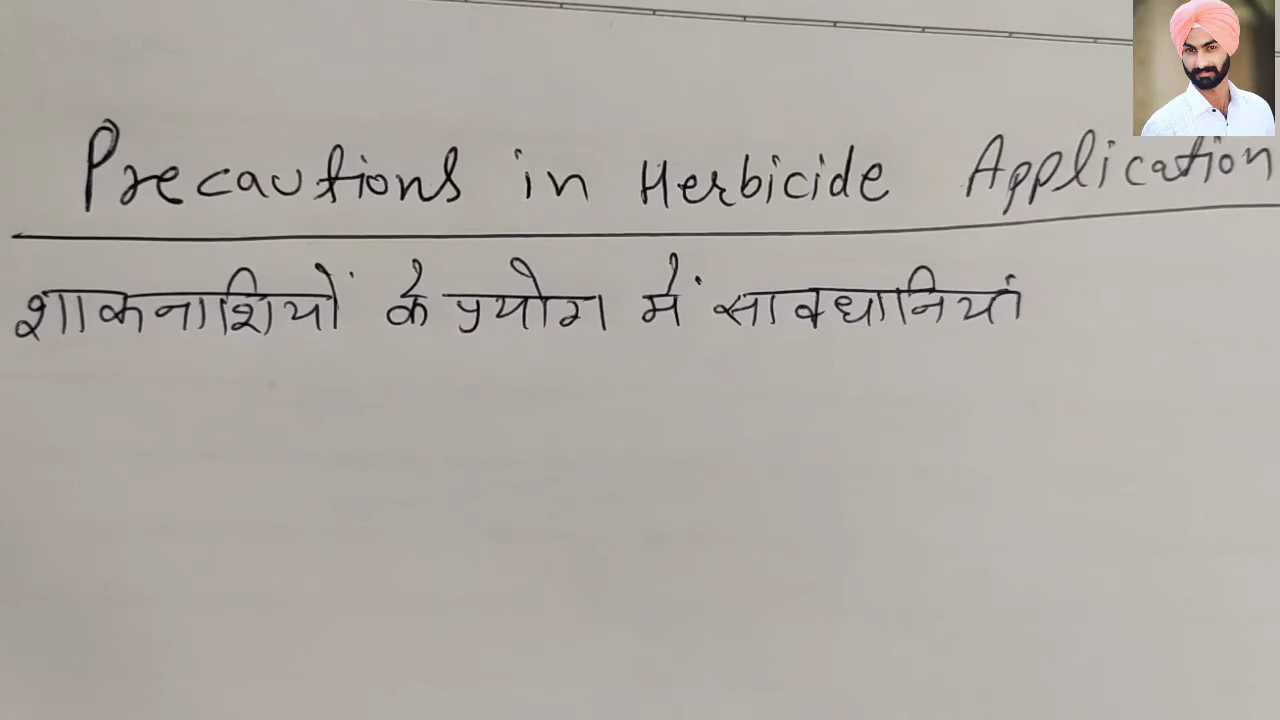 Precautions in Herbicide Application
शाकनाशियों के प्रयोग में सावधानियां